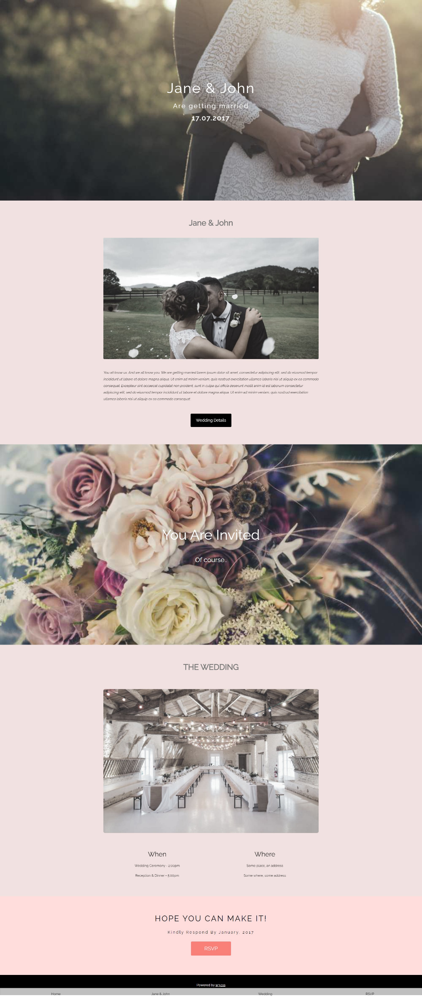 Jane & John
Are getting married
17.07.2017
Jane & John
You all know us. And we all know you. We are getting married lorem ipsum dolor sit amet, consectetur adipiscing elit, sed do eiusmod tempor
incididunt ut labore et dolore magna aliqua. Ut enim ad minim veniam, quis nostrud exercitation ullamco laboris nisi ut aliquip ex ea commodo
consequat. Excepteur sint occaecat cupidatat non proident, sunt in culpa qui officia deserunt mollit anim id est laborum consectetur
adipiscing elit, sed do eiusmod tempor incididunt ut labore et dolore magna aliqua. Ut enim ad minim veniam, quis nostrud exercitation
ullamco laboris nisi ut aliquip ex ea commodo consequat.
Wedding Details
You Are Invited
Of course..
THE WEDDING
When
Wedding Ceremony - 2:00pm
Reception & Dinner - 5:00pm
Where
Some place, an address
Some where, some address
HOPE YOU CAN MAKE IT!
Kindly Respond By January, 2017
RSVP
Powered by w3.css
Home
Jane & John
Wedding
RSVP